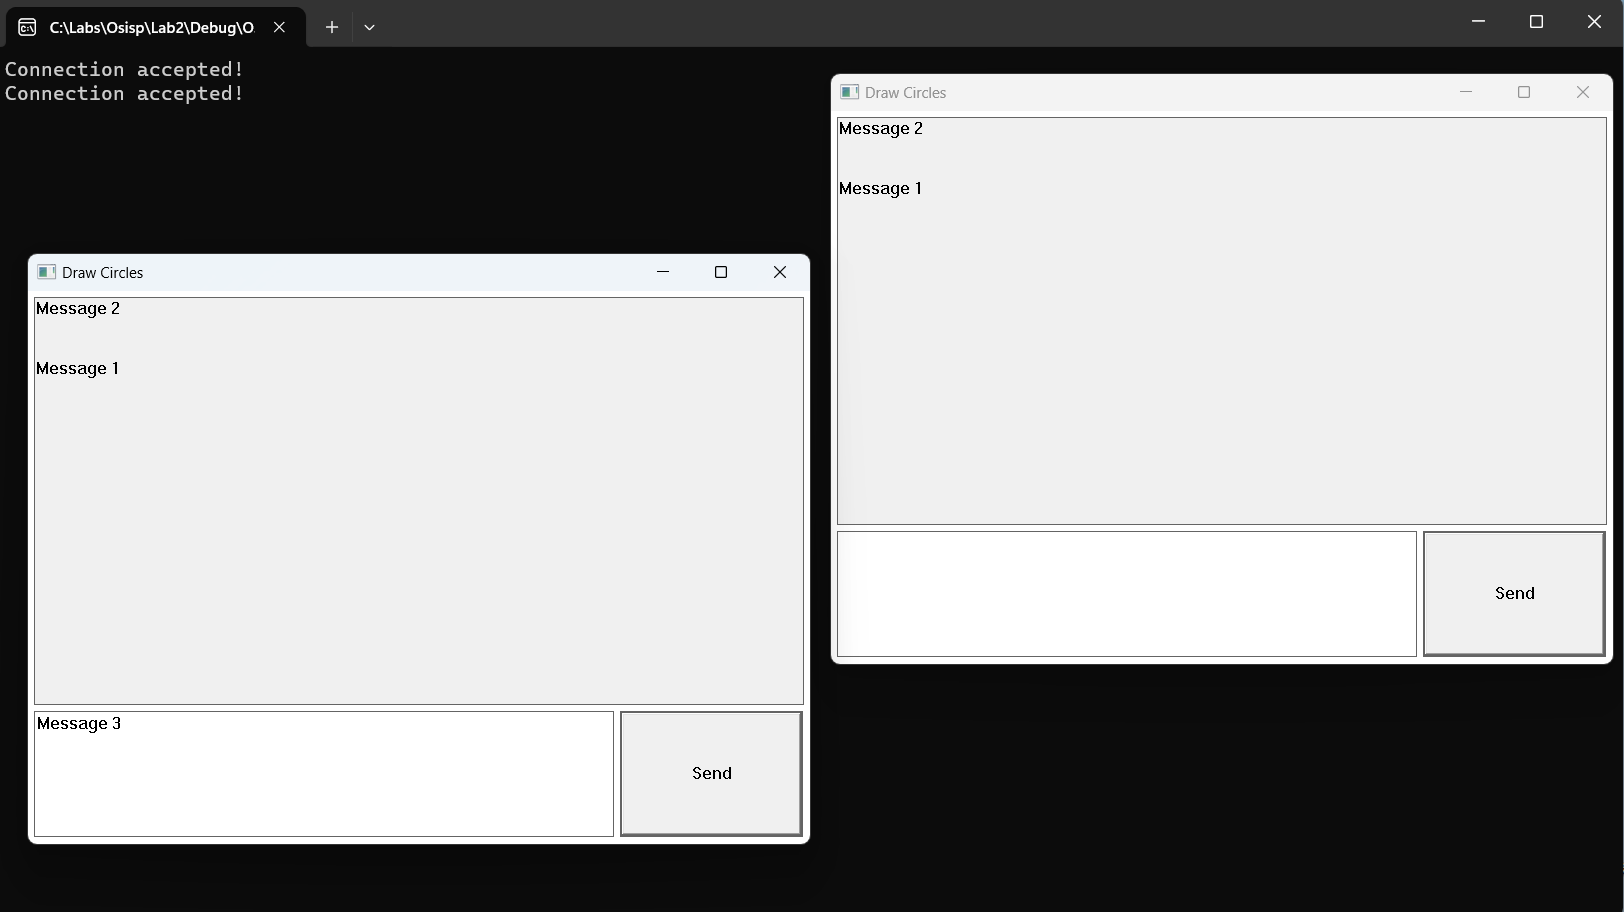 C:\Labs\Osisp\Lab2\Debug\O
Connection accepted!
Connection accepted!
Draw Circles
Message 2
Message 1
Send
Draw Circles
Message 2
Message 1
Message 3
Send